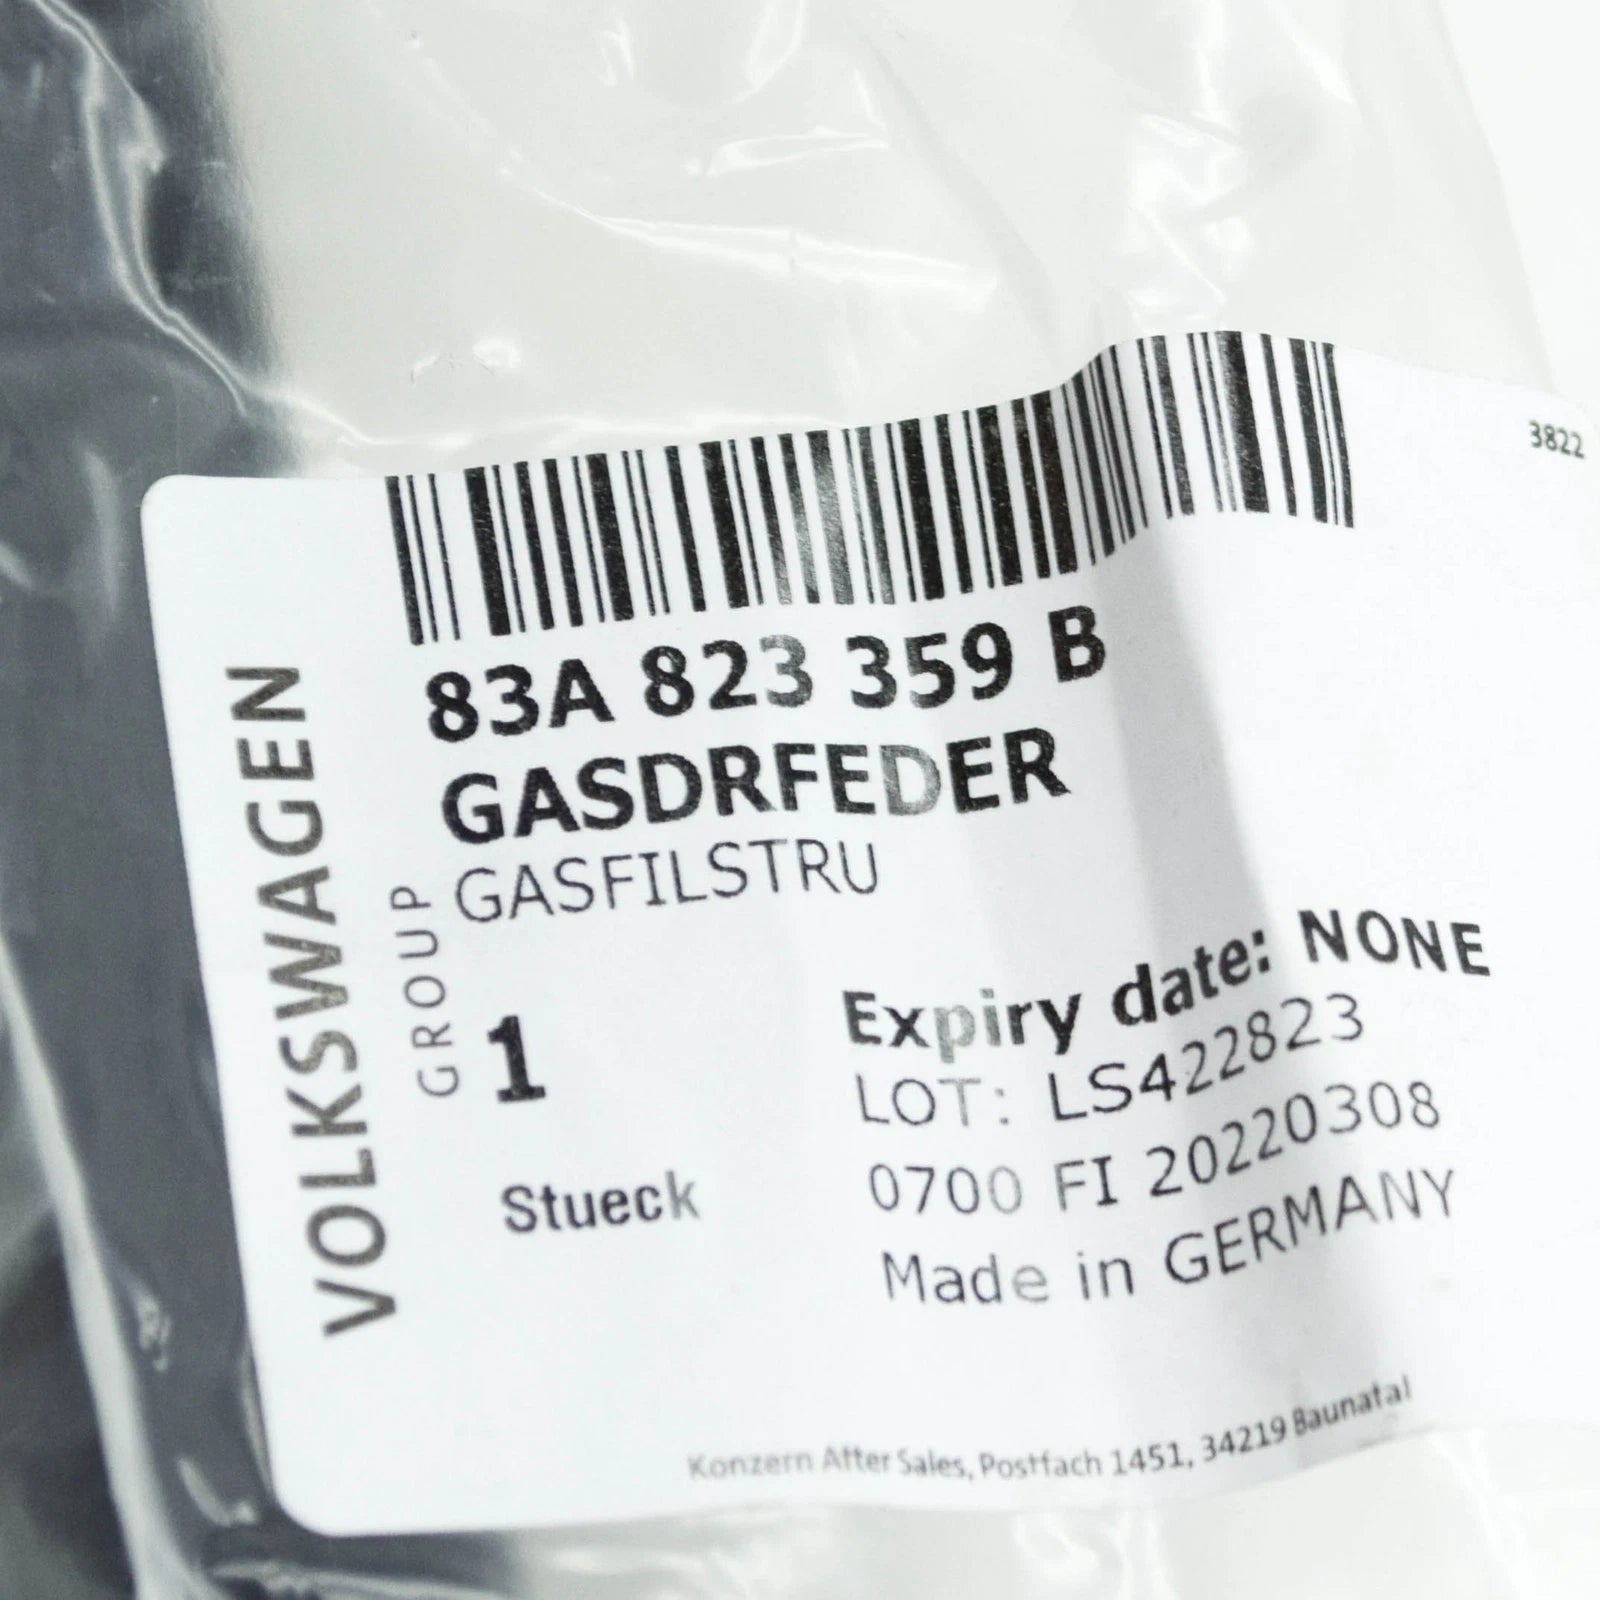 3822
83A 823 359 B
GASDRFEDER
GASFILSTRU
VOLKSWAGEN
GROUP
1
Stueck
Expiry date: NONE
LOT: LS422823
0700 FI 20220308
Made in GERMANY
Konzern After Sales, Postfach 1451, 34219 Baunatal